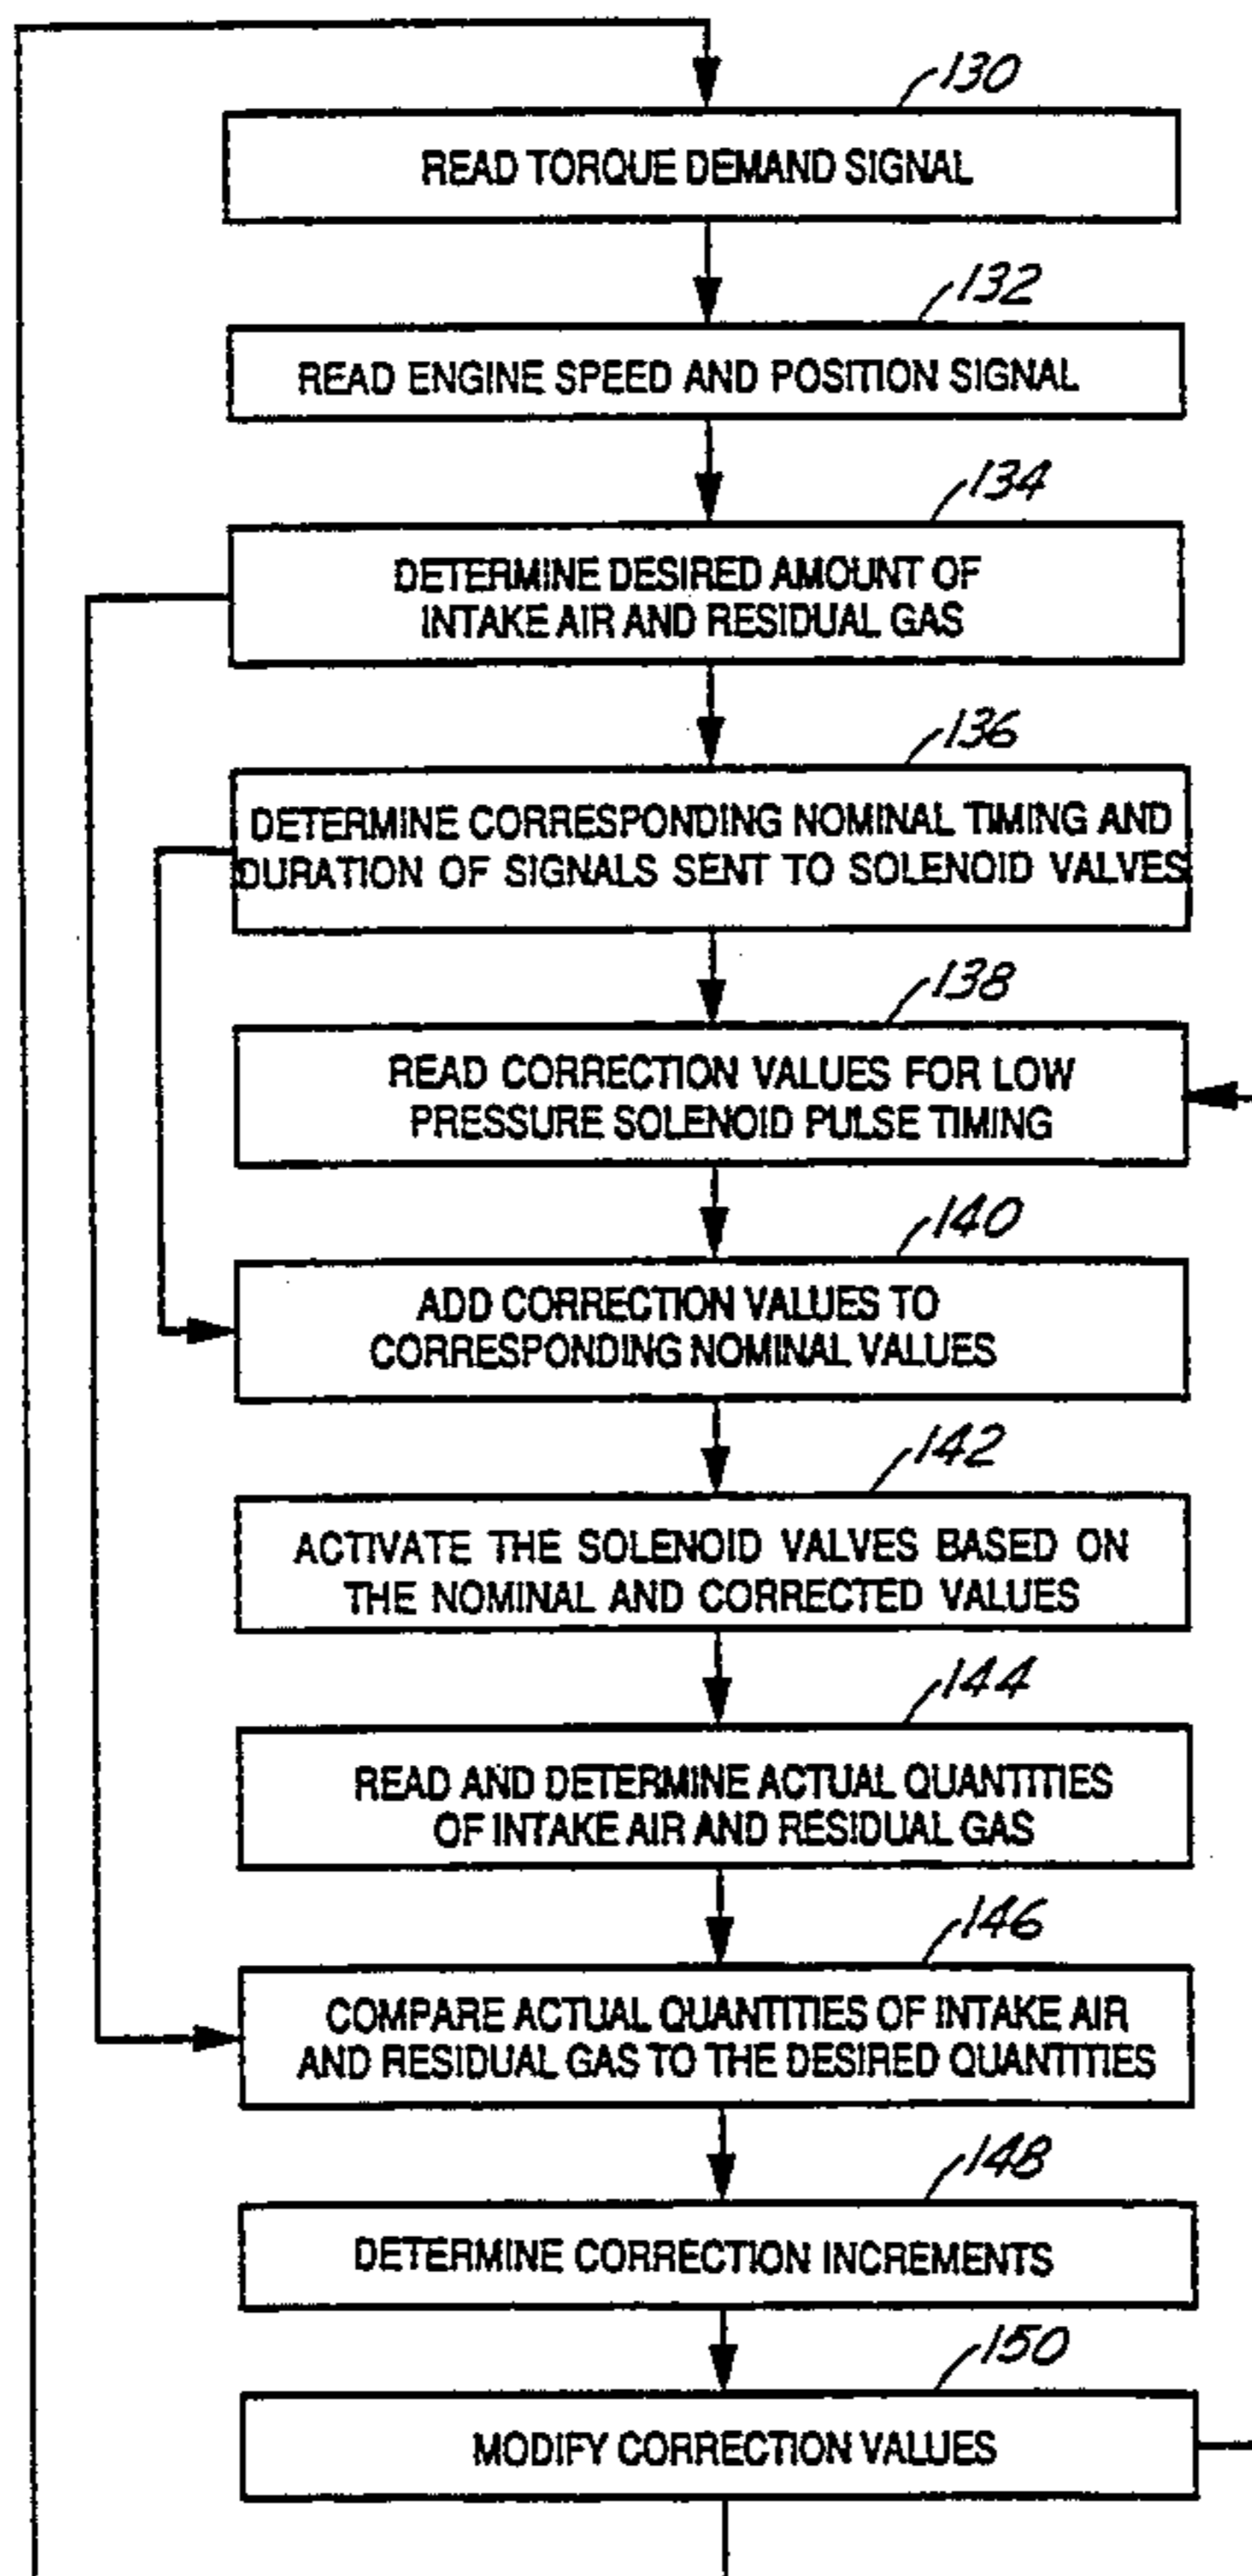 130
READ TORQUE DEMAND SIGNAL
132
READ ENGINE SPEED AND POSITION SIGNAL
134
DETERMINE DESIRED AMOUNT OF
INTAKE AIR AND RESIDUAL GAS
136
DETERMINE CORRESPONDING NOMINAL TIMING AND
DURATION OF SIGNALS SENT TO SOLENOID VALVES
138
READ CORRECTION VALUES FOR LOW
PRESSURE SOLENOID PULSE TIMING
140
ADD CORRECTION VALUES TO
CORRESPONDING NOMINAL VALUES
142
ACTIVATE THE SOLENOID VALVES BASED ON
THE NOMINAL AND CORRECTED VALUES
144
READ AND DETERMINE ACTUAL QUANTITIES
OF INTAKE AIR AND RESIDUAL GAS
146
COMPARE ACTUAL QUANTITIES OF INTAKE AIR
AND RESIDUAL GAS TO THE DESIRED QUANTITIES
148
DETERMINE CORRECTION INCREMENTS
150
MODIFY CORRECTION VALUES